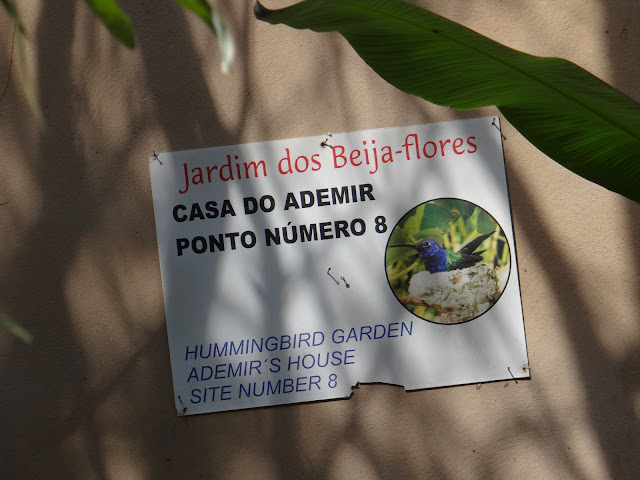 Jardim dos Beija-flores
CASA DO ADEMIR
PONTO NÚMERO 8
HUMMINGBIRD GARDEN
ADEMIR´S HOUSE
SITE NUMBER 8